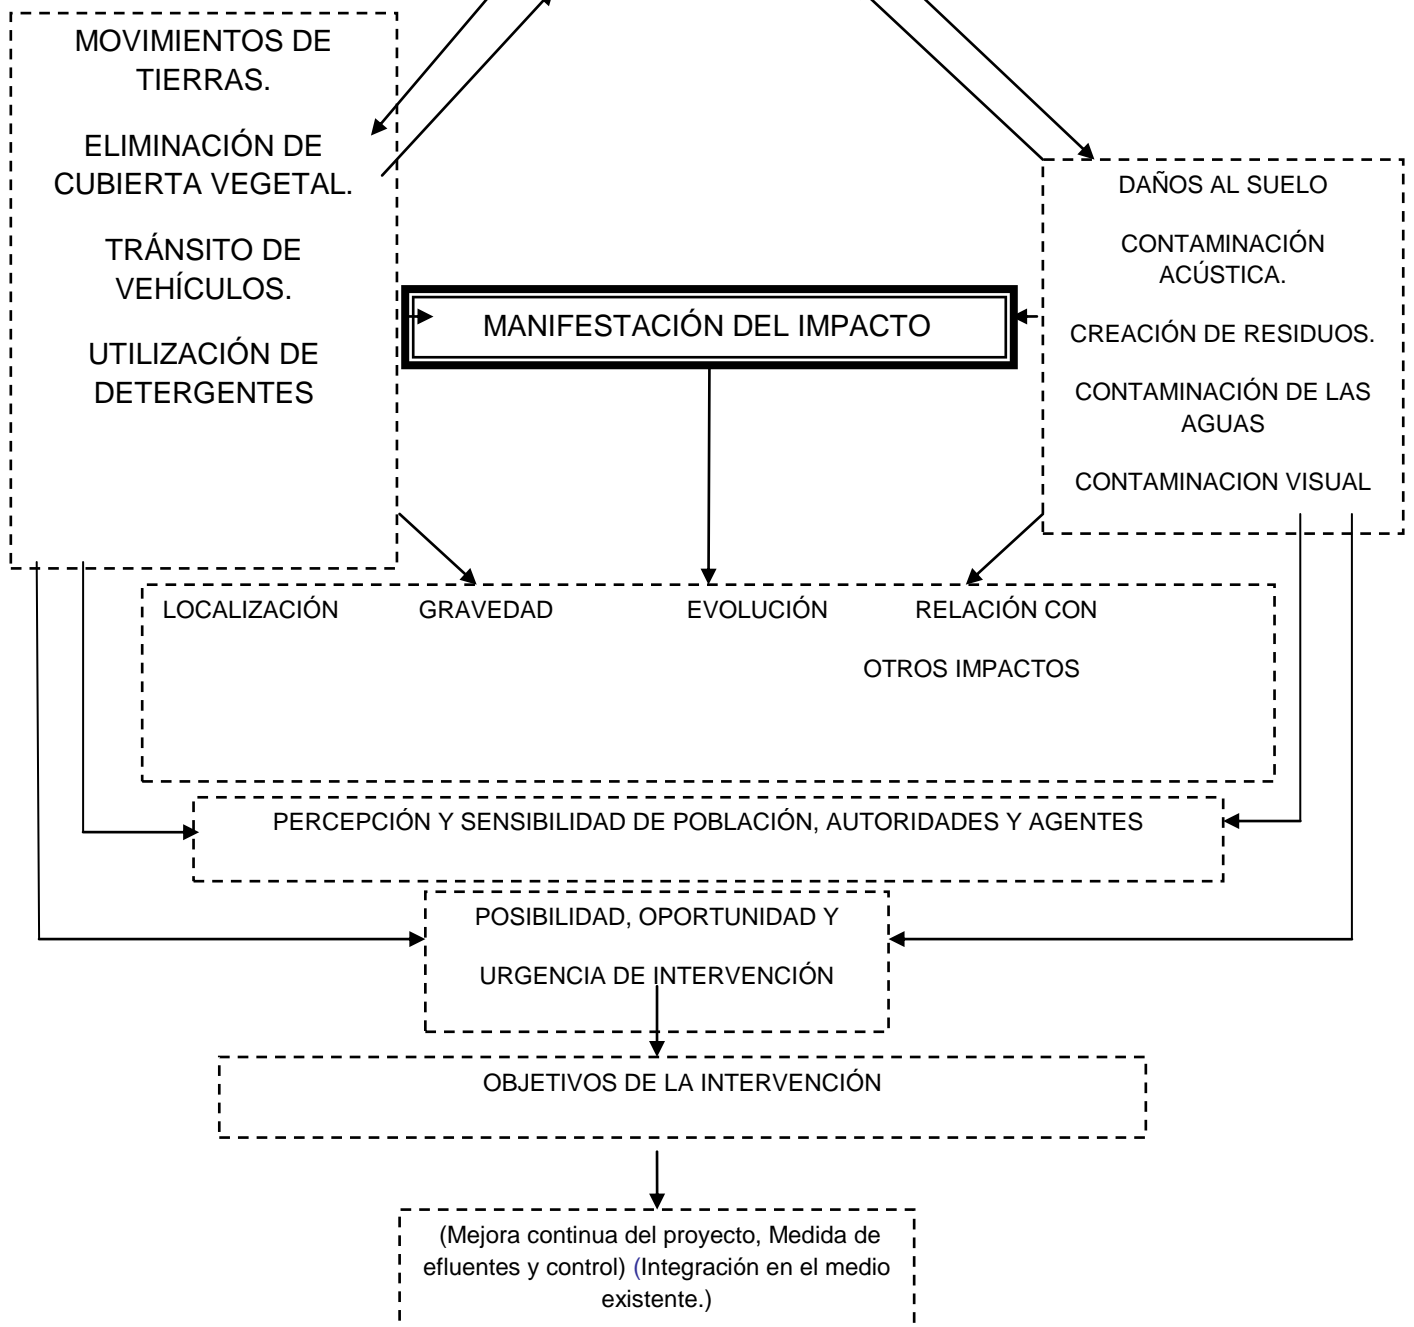 MOVIMIENTOS DE
TIERRAS.
ELIMINACIÓN DE
CUBIERTA VEGETAL.
TRÁNSITO DE
VEHÍCULOS.
UTILIZACIÓN DE
DETERGENTES
MANIFESTACIÓN DEL IMPACTO
DAÑOS AL SUELO
CONTAMINACIÓN
ACÚSTICA.
CREACIÓN DE RESIDUOS.
CONTAMINACIÓN DE LAS
AGUAS
CONTAMINACION VISUAL
LOCALIZACIÓN GRAVEDAD EVOLUCIÓN RELACIÓN CON
OTROS IMPACTOS
PERCEPCIÓN Y SENSIBILIDAD DE POBLACIÓN, AUTORIDADES Y AGENTES
POSIBILIDAD, OPORTUNIDAD Y
URGENCIA DE INTERVENCIÓN
OBJETIVOS DE LA INTERVENCIÓN
(Mejora continua del proyecto, Medida de
efluentes y control) (Integración en el medio
existente.)